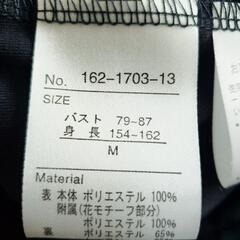 No. 162-1703-13
SIZE
バスト 79~87
身長 154~162
M
Material
表 本体 ポリエステル 100%
附属(花モチーフ部分)
ポリエステル 100%
裏 ポリエステル 65%